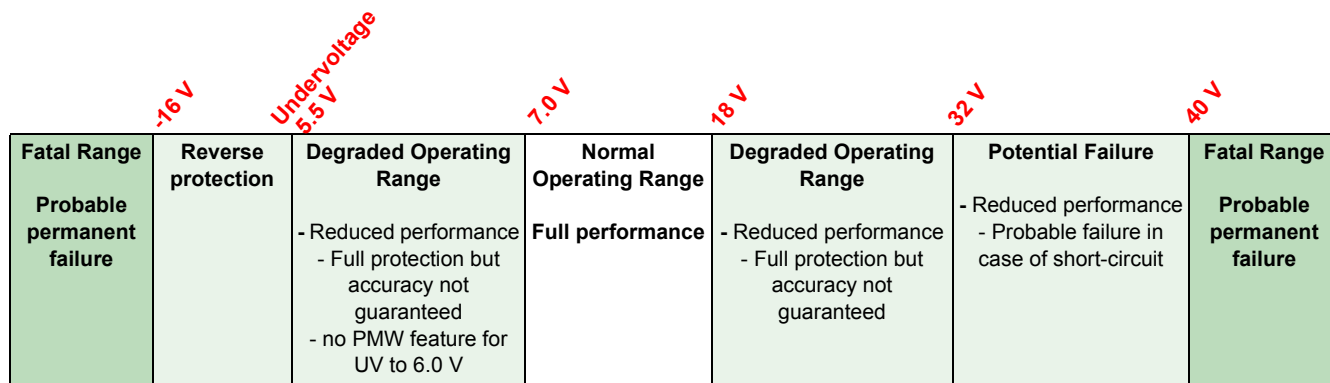 -16 V
Undervoltage
5.5 V
7.0 V
18 V
32 V
40 V
Fatal Range
Probable
permanent
failure
Reverse
protection
Degraded Operating
Range
- Reduced performance
- Full protection but
accuracy not
guaranteed
- no PMW feature for
UV to 6.0 V
Normal
Operating Range
Full performance
Degraded Operating
Range
- Reduced performance
- Full protection but
accuracy not
guaranteed
Potential Failure
- Reduced performance
- Probable failure in
case of short-circuit
Fatal Range
Probable
permanent
failure